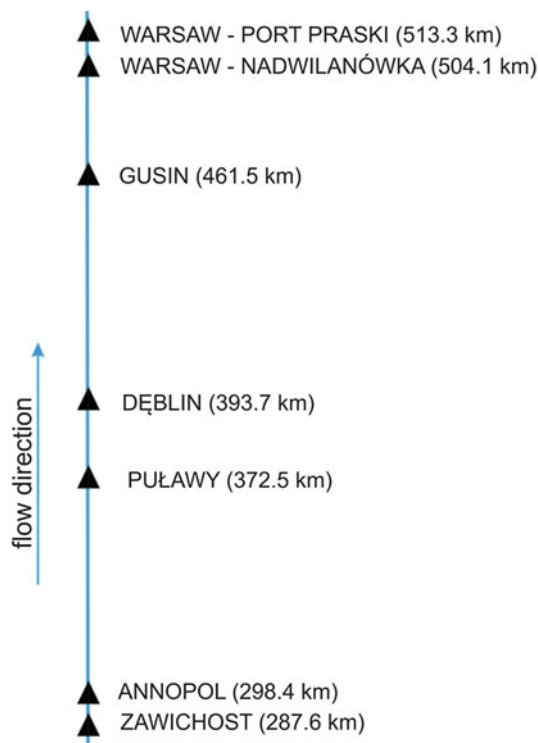 WARSAW - PORT PRASKI (513.3 km)
WARSAW - NADWILANÓWKA (504.1 km)
GUSIN (461.5 km)
DĘBLIN (393.7 km)
PUŁAWY (372.5 km)
flow direction
ANNOPOL (298.4 km)
ZAWICHOST (287.6 km)